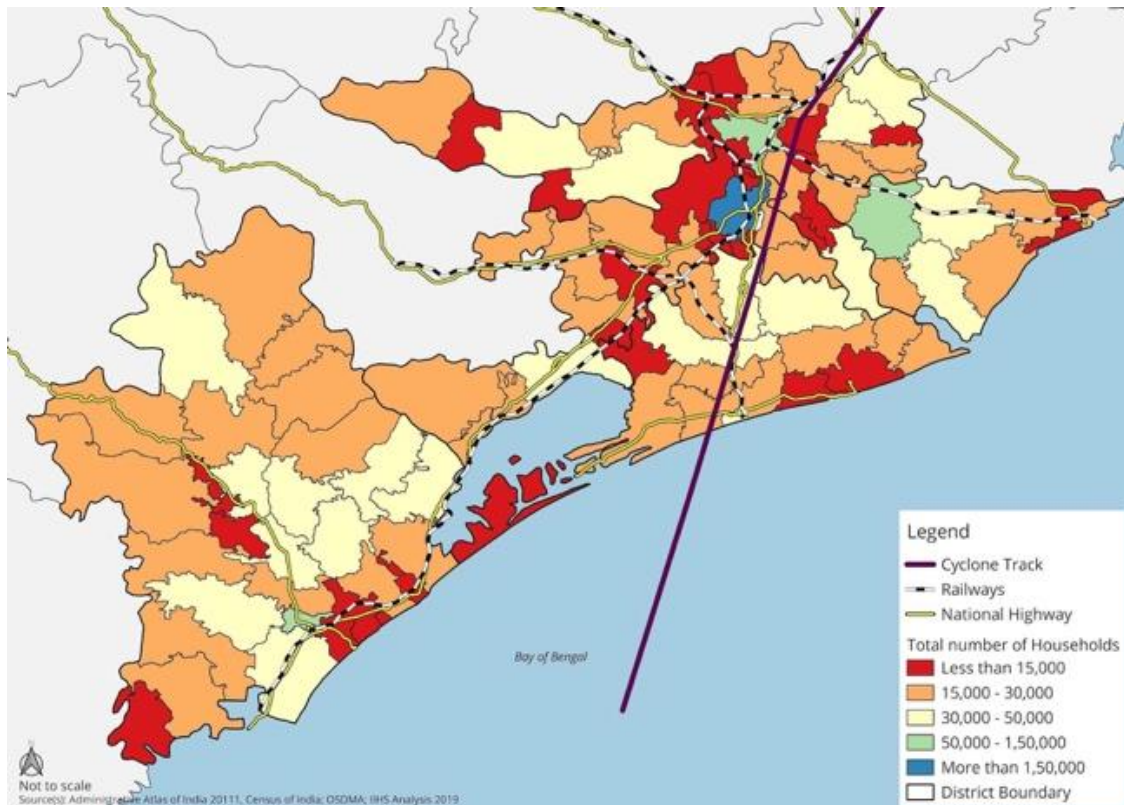 Bay of Bengal
Legend
Cyclone Track
Railways
National Highway
Total number of Households
Less than 15,000
15,000 - 30,000
30,000 - 50,000
50,000 - 1,50,000
More than 1,50,000
District Boundary
Not to scale
Source(s): Administrative Atlas of India 20111, Census of India; OSDMA; IIHS Analysis 2019